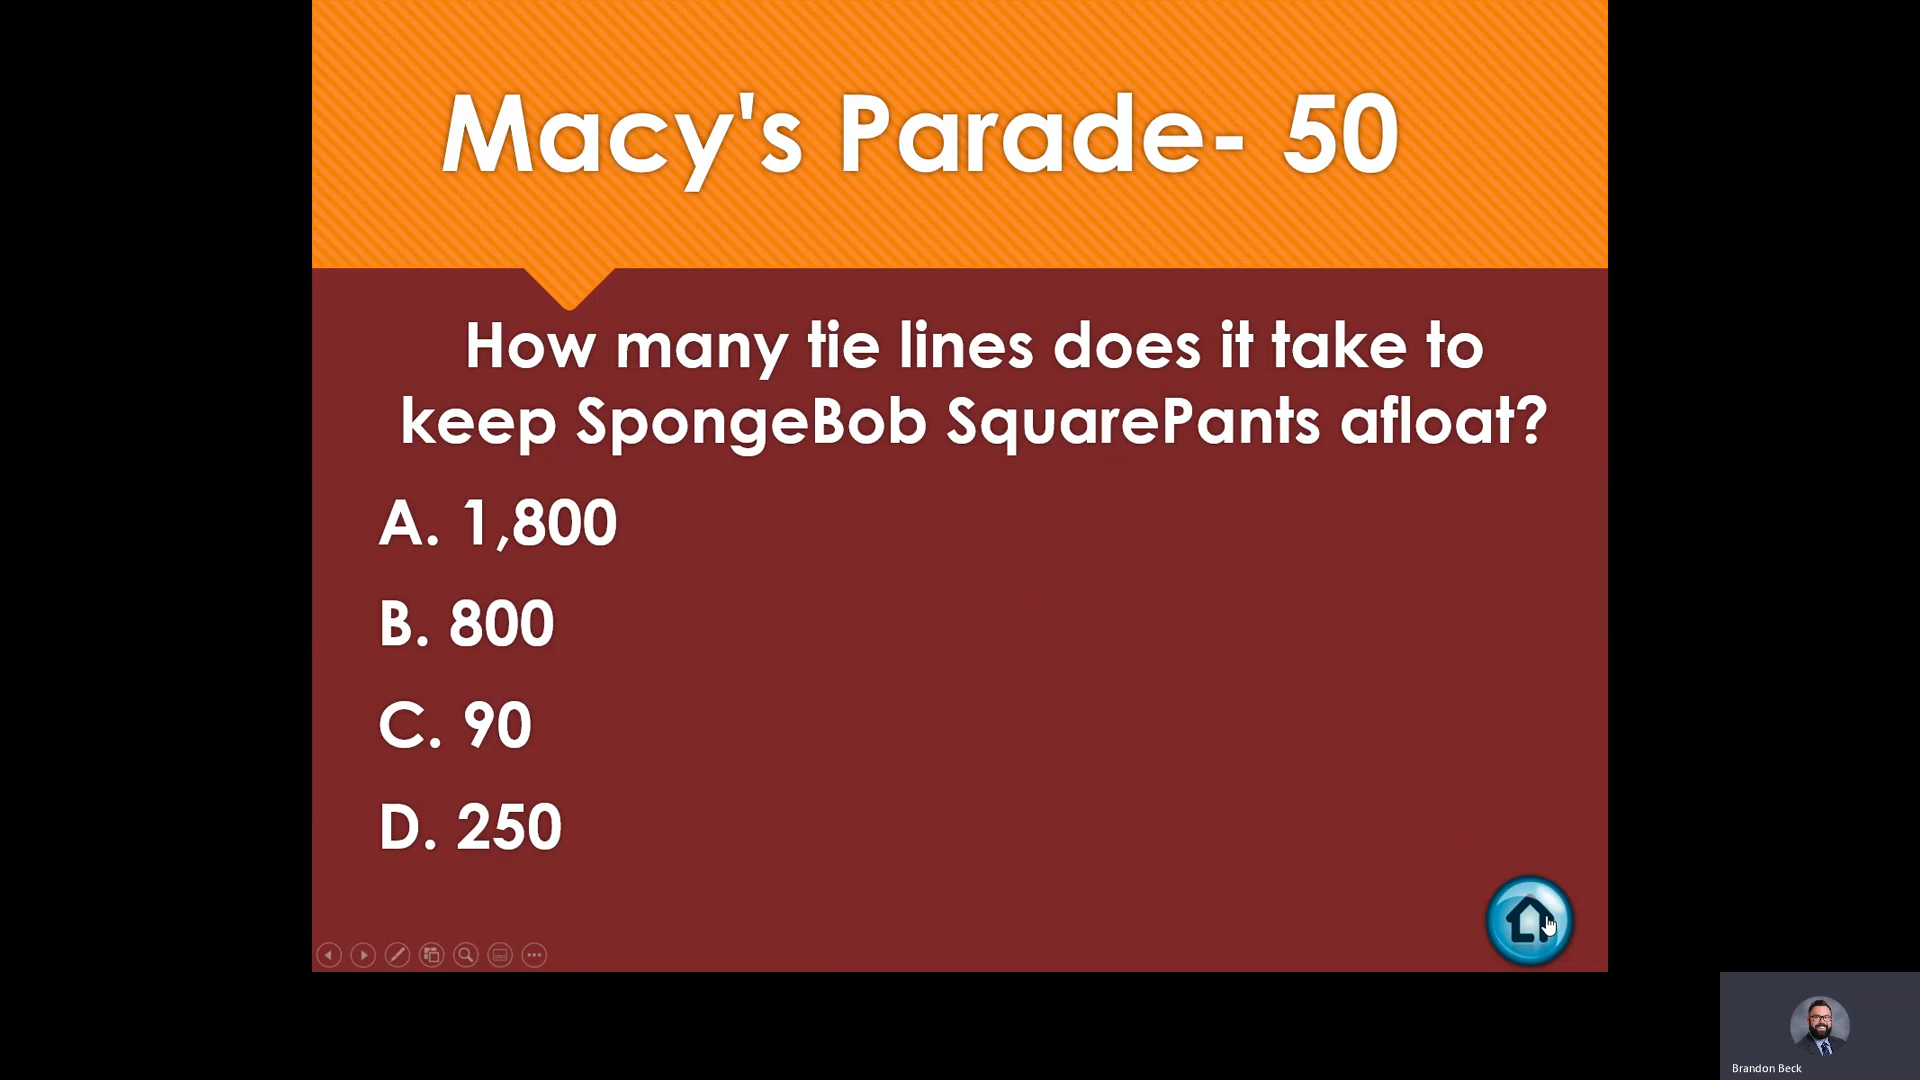 Macy's Parade- 50
How many tie lines does it take to
keep SpongeBob SquarePants afloat?
A. 1,800
B. 800
C. 90
D. 250
Brandon Beck